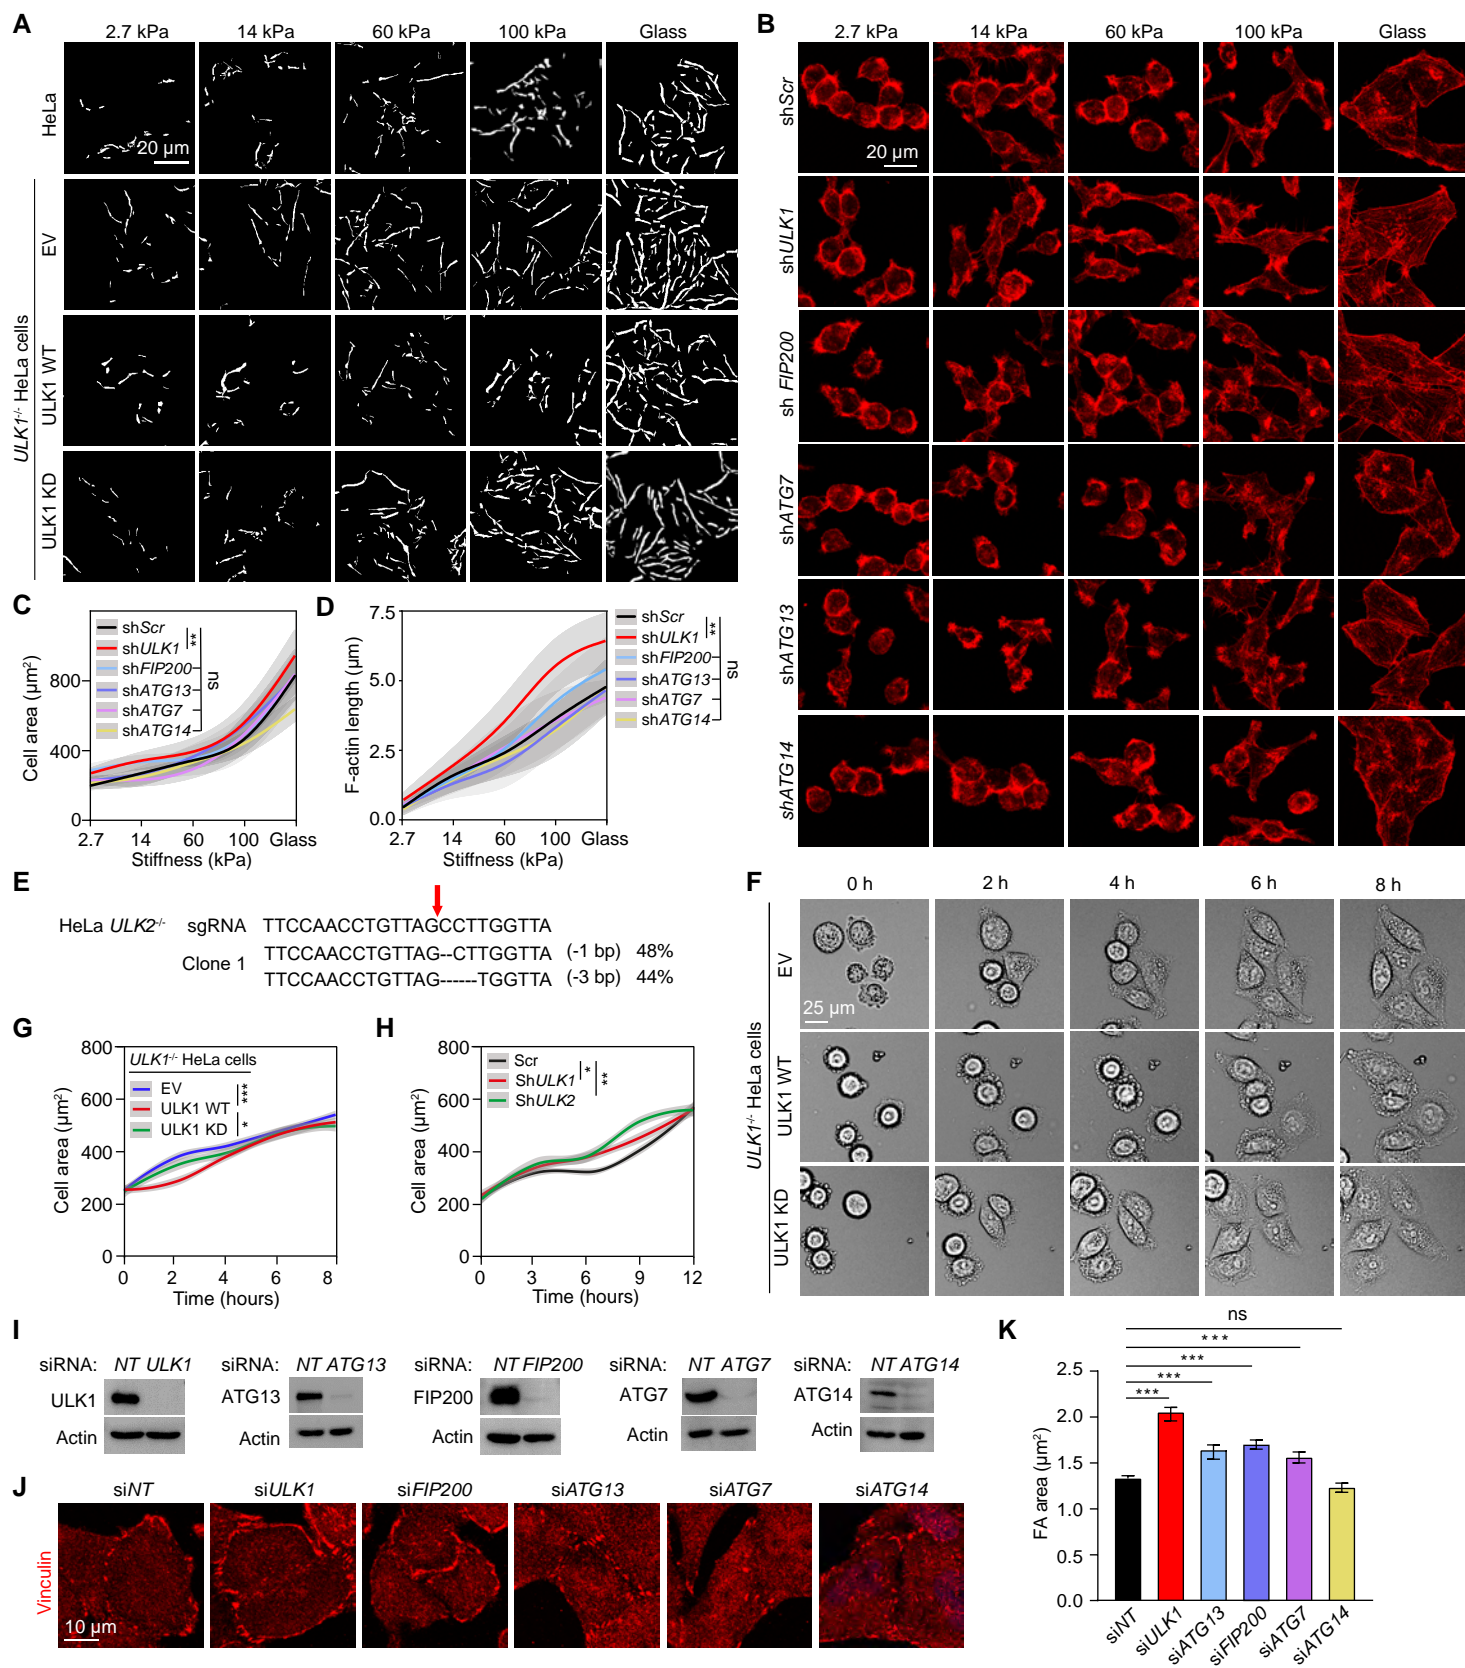 A
2.7 kPa 14 kPa 60 kPa 100 kPa Glass
HeLa
20 µm
ULK1-/- HeLa cells
EV
ULK1 WT
ULK1 KD
B
2.7 kPa 14 kPa 60 kPa 100 kPa Glass
shScr
20 µm
shULK1
sh FIP200
shATG7
shATG13
shATG14
C
Cell area (µm²)
800
400
0
2.7 14 60 100 Glass
Stiffness (kPa)
shScr
shULK1
shFIP200
shATG13
shATG7
shATG14
**
ns
D
F-actin length (µm)
7.5
5.0
2.5
0.0
2.7 14 60 100 Glass
Stiffness (kPa)
shScr
shULK1
shFIP200
shATG13
shATG7
shATG14
**
ns
E
HeLa ULK2-/- sgRNA TTCCAACCTGTTAGCCTTGGTTA
Clone 1
TTCCAACCTGTTAG--CTTGGTTA (-1 bp) 48%
TTCCAACCTGTTAG------TGGTTA (-3 bp) 44%
F
0 h 2 h 4 h 6 h 8 h
ULK1-/- HeLa cells
EV
25 µm
ULK1 WT
ULK1 KD
G
Cell area (µm²)
800
600
400
200
0
0 2 4 6 8
Time (hours)
ULK1-/- HeLa cells
EV
ULK1 WT
ULK1 KD
***
*
H
Cell area (µm²)
800
600
400
200
0
0 3 6 9 12
Time (hours)
Scr
ShULK1
ShULK2
*
**
I
siRNA: NT ULK1
ULK1
Actin
siRNA: NT ATG13
ATG13
Actin
siRNA: NT FIP200
FIP200
Actin
siRNA: NT ATG7
ATG7
Actin
siRNA: NT ATG14
ATG14
Actin
J
siNT siULK1 siFIP200 siATG13 siATG7 siATG14
Vinculin
10 µm
K
ns
***
***
***
***
FA area (µm²)
2.5
2.0
1.5
1.0
0.5
0.0
siNT siULK1 siATG13 siFIP200 siATG7 siATG14